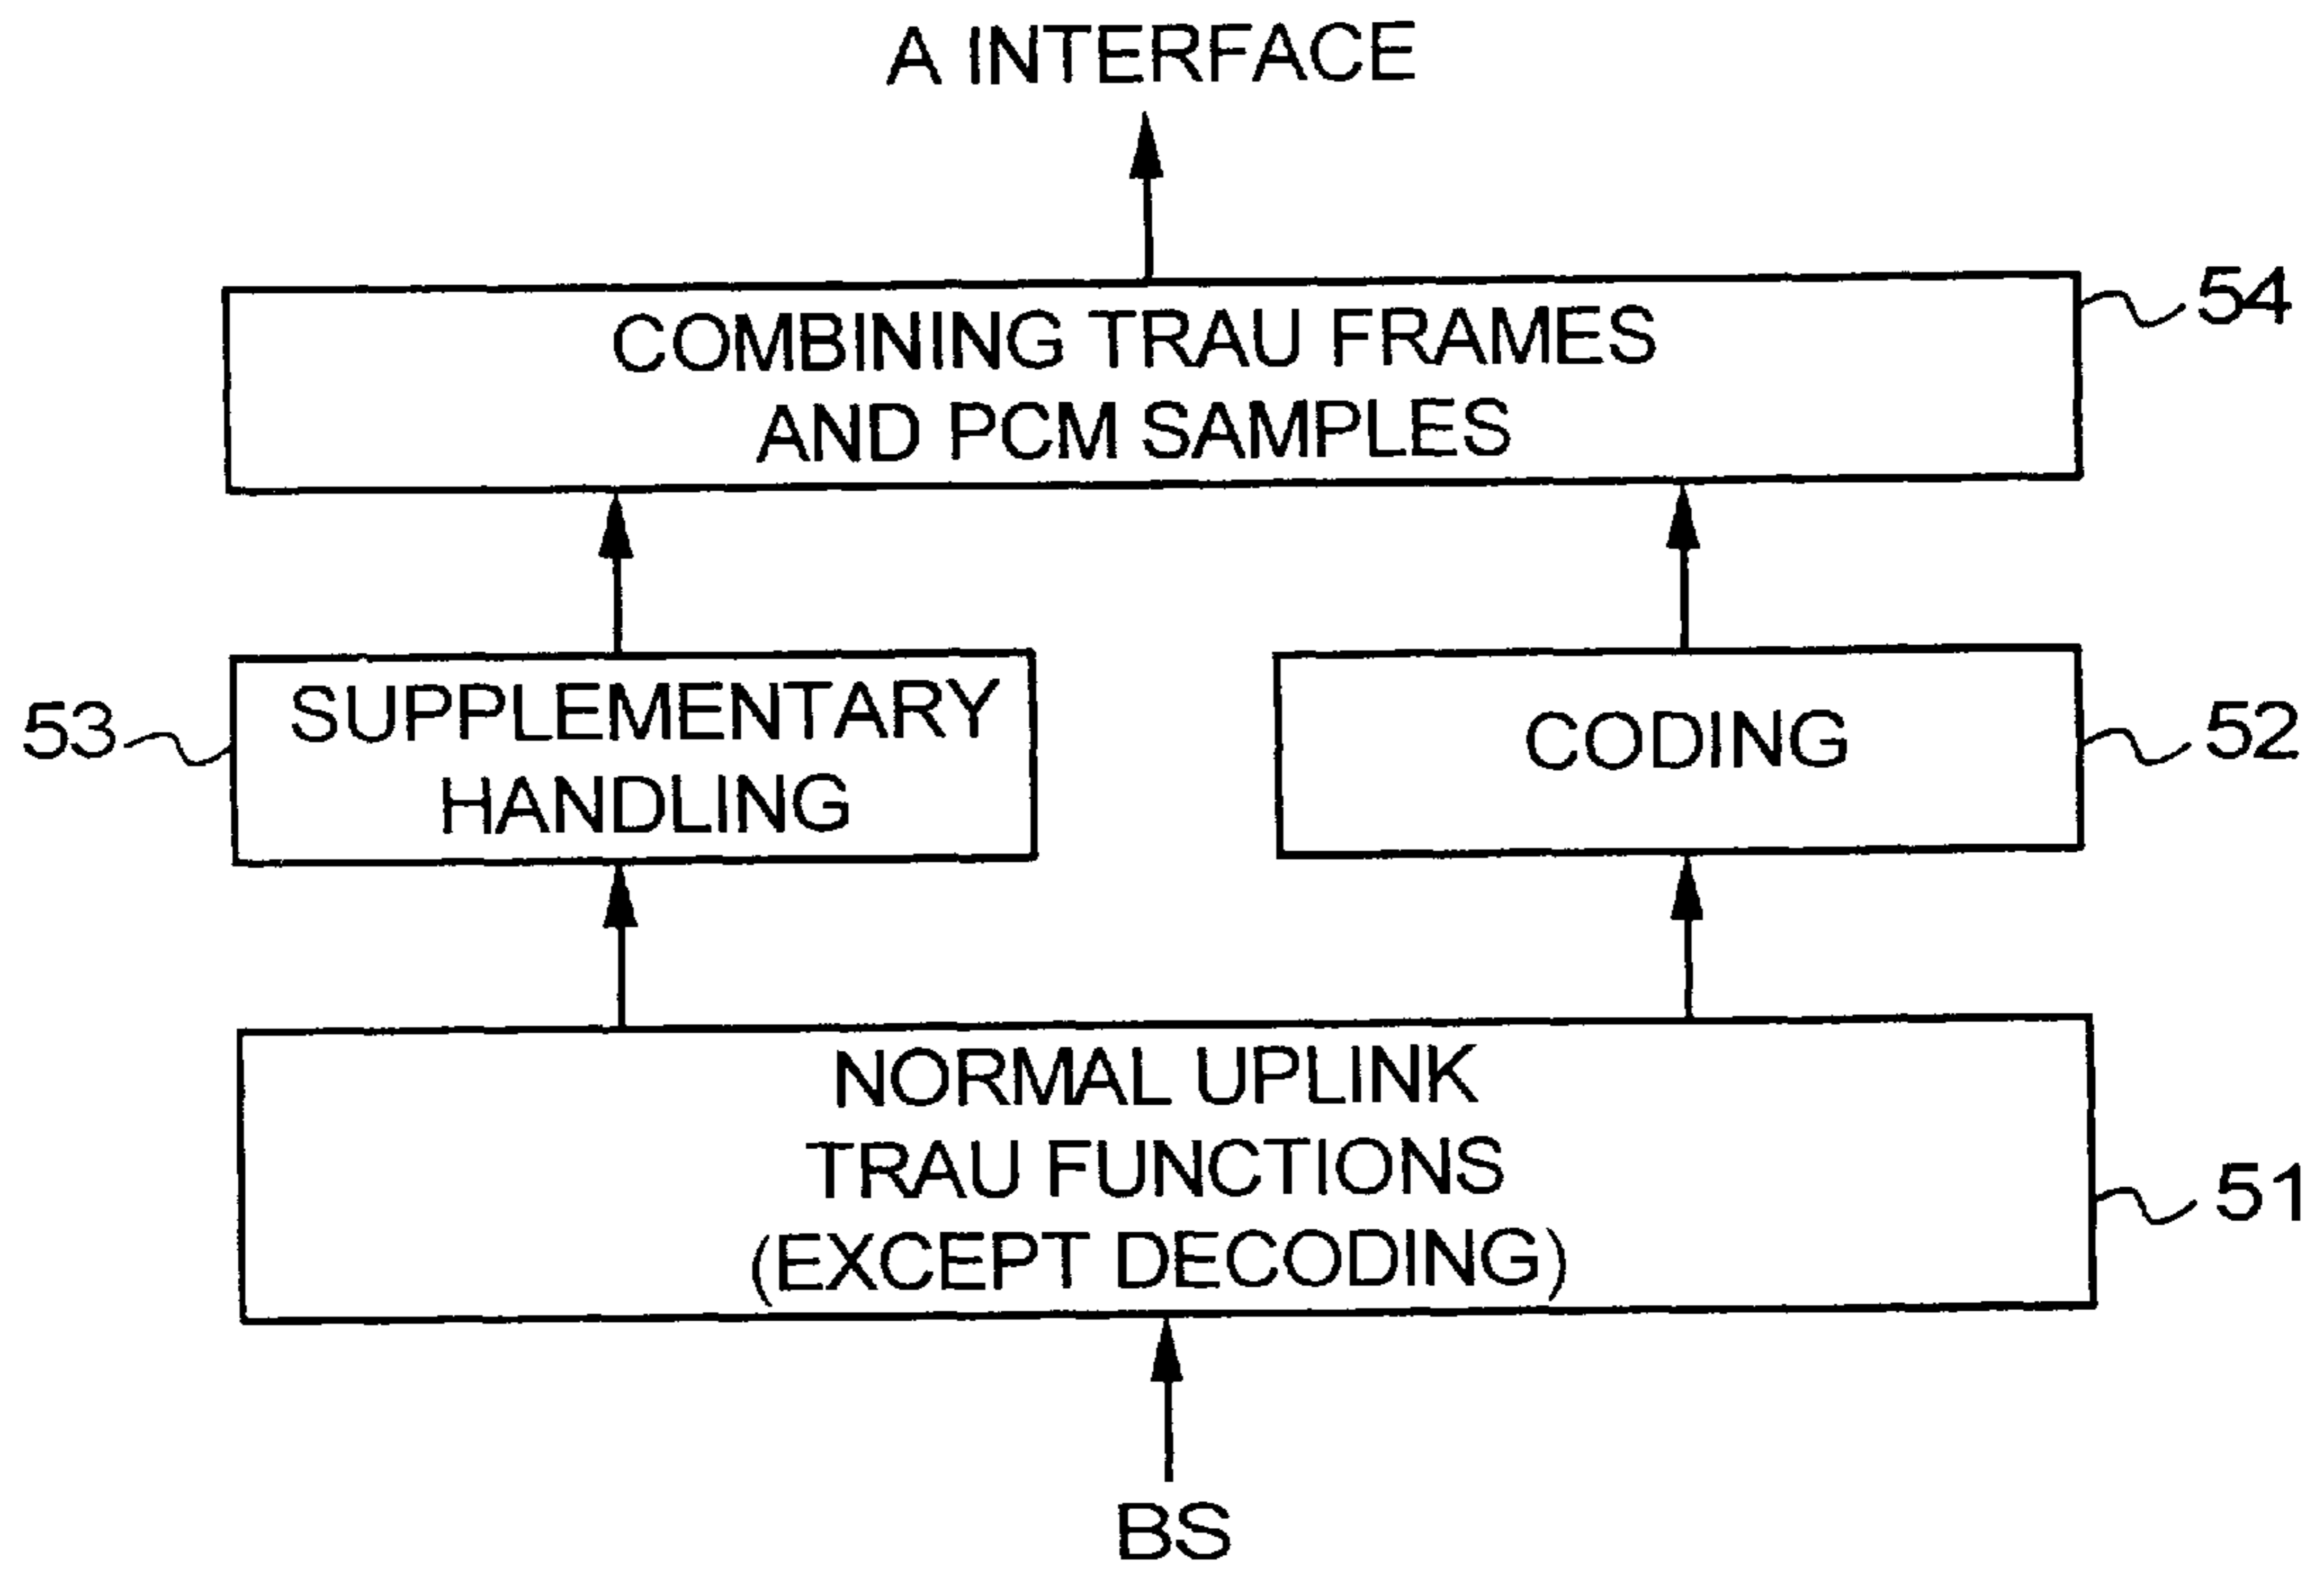 A INTERFACE
COMBINING TRAU FRAMES
AND PCM SAMPLES
54
53
SUPPLEMENTARY
HANDLING
CODING
52
NORMAL UPLINK
TRAU FUNCTIONS
(EXCEPT DECODING)
51
BS